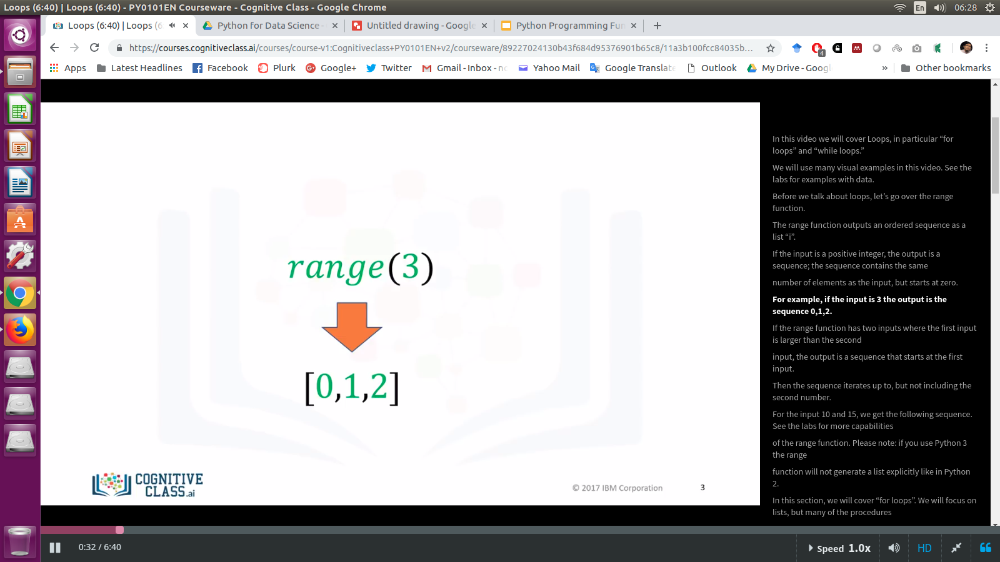 Loops (6:40) | Loops (6:40) - PY0101EN Courseware - Cognitive Class - Google Chrome
En
06:28
Loops (6:40) | Loops (6:
Python for Data Science -
Untitled drawing - Google
Python Programming Fun
https://courses.cognitiveclass.ai/courses/course-v1:Cognitiveclass+PY0101EN+v2/courseware/89227024130b43f684d95376901b65c8/11a3b100fcc84035b...
4
Apps
Latest Headlines
Facebook
Plurk
Google+
Twitter
Gmail - Inbox - no
Yahoo Mail
Google Translate
Outlook
My Drive - Googl
»
Other bookmarks
range(3)
[0,1,2]
COGNITIVE
CLASS.ai
© 2017 IBM Corporation
3
In this video we will cover Loops, in particular “for
loops” and “while loops.”
We will use many visual examples in this video. See the
labs for examples with data.
Before we talk about loops, let’s go over the range
function.
The range function outputs an ordered sequence as a
list “i”.
If the input is a positive integer, the output is a
sequence; the sequence contains the same
number of elements as the input, but starts at zero.
For example, if the input is 3 the output is the
sequence 0,1,2.
If the range function has two inputs where the first input
is larger than the second
input, the output is a sequence that starts at the first
input.
Then the sequence iterates up to, but not including the
second number.
For the input 10 and 15, we get the following sequence.
See the labs for more capabilities
of the range function. Please note: if you use Python 3
the range
function will not generate a list explicitly like in Python
2.
In this section, we will cover “for loops”. We will focus on
lists, but many of the procedures
0:32 / 6:40
Speed 1.0x
HD